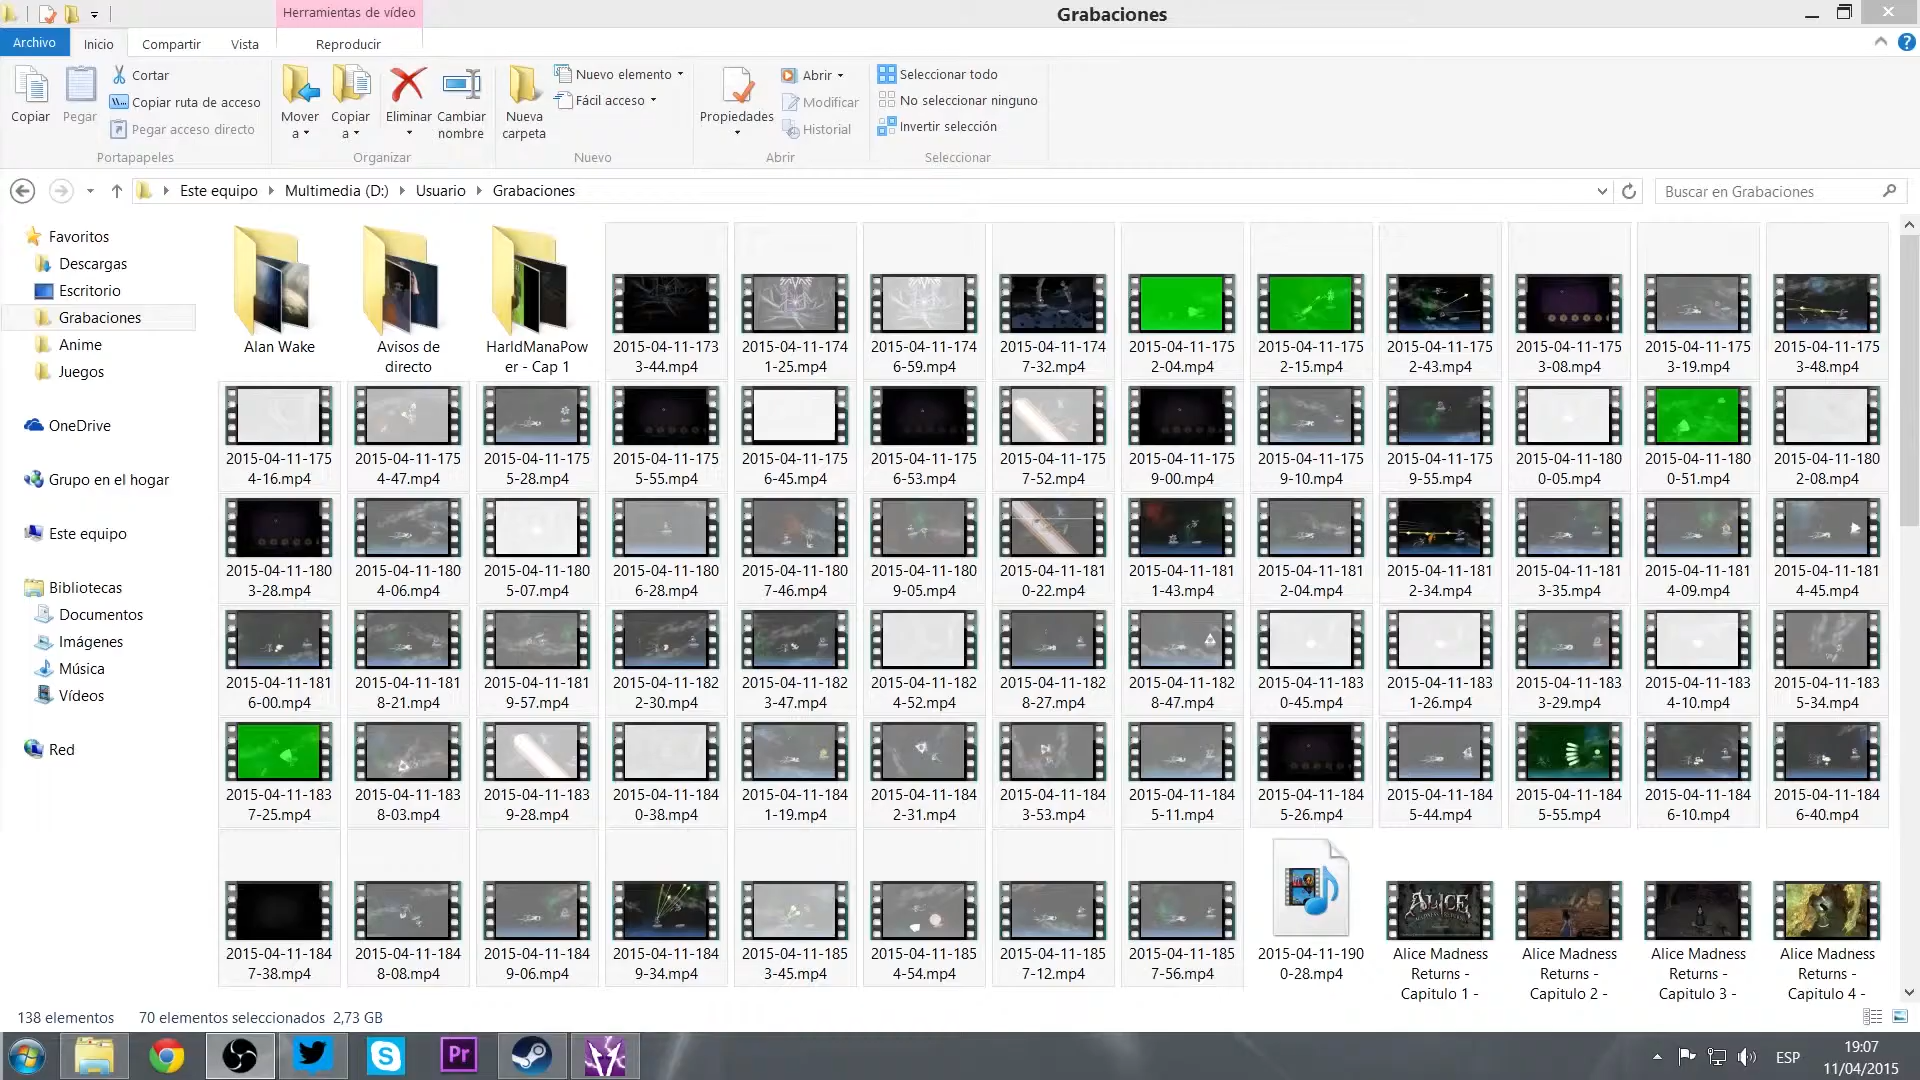 Herramientas de vídeo
Grabaciones
Archivo
Inicio
Compartir
Vista
Reproducir
Copiar
Pegar
Cortar
Copiar ruta de acceso
Pegar acceso directo
Mover a
Copiar a
Eliminar
Cambiar nombre
Nueva carpeta
Nuevo elemento
Fácil acceso
Propiedades
Abrir
Modificar
Historial
Seleccionar todo
No seleccionar ninguno
Invertir selección
Portapapeles
Organizar
Nuevo
Abrir
Seleccionar
Este equipo
Multimedia (D:)
Usuario
Grabaciones
Buscar en Grabaciones
Favoritos
Descargas
Escritorio
Grabaciones
Anime
Juegos
OneDrive
Grupo en el hogar
Este equipo
Bibliotecas
Documentos
Imágenes
Música
Vídeos
Red
Alan Wake
Avisos de directo
HarldManaPower - Cap 1
2015-04-11-1733-44.mp4
2015-04-11-1741-25.mp4
2015-04-11-1746-59.mp4
2015-04-11-1747-32.mp4
2015-04-11-1752-04.mp4
2015-04-11-1752-15.mp4
2015-04-11-1752-43.mp4
2015-04-11-1753-08.mp4
2015-04-11-1753-19.mp4
2015-04-11-1753-48.mp4
2015-04-11-1754-16.mp4
2015-04-11-1754-47.mp4
2015-04-11-1755-28.mp4
2015-04-11-1755-55.mp4
2015-04-11-1756-45.mp4
2015-04-11-1756-53.mp4
2015-04-11-1757-52.mp4
2015-04-11-1759-00.mp4
2015-04-11-1759-10.mp4
2015-04-11-1759-55.mp4
2015-04-11-1800-05.mp4
2015-04-11-1800-51.mp4
2015-04-11-1802-08.mp4
2015-04-11-1803-28.mp4
2015-04-11-1804-06.mp4
2015-04-11-1805-07.mp4
2015-04-11-1806-28.mp4
2015-04-11-1807-46.mp4
2015-04-11-1809-05.mp4
2015-04-11-1810-22.mp4
2015-04-11-1811-43.mp4
2015-04-11-1812-04.mp4
2015-04-11-1812-34.mp4
2015-04-11-1813-35.mp4
2015-04-11-1814-09.mp4
2015-04-11-1814-45.mp4
2015-04-11-1816-00.mp4
2015-04-11-1818-21.mp4
2015-04-11-1819-57.mp4
2015-04-11-1822-30.mp4
2015-04-11-1823-47.mp4
2015-04-11-1824-52.mp4
2015-04-11-1828-27.mp4
2015-04-11-1828-47.mp4
2015-04-11-1830-45.mp4
2015-04-11-1831-26.mp4
2015-04-11-1833-29.mp4
2015-04-11-1834-10.mp4
2015-04-11-1835-34.mp4
2015-04-11-1837-25.mp4
2015-04-11-1838-03.mp4
2015-04-11-1839-28.mp4
2015-04-11-1840-38.mp4
2015-04-11-1841-19.mp4
2015-04-11-1842-31.mp4
2015-04-11-1843-53.mp4
2015-04-11-1845-11.mp4
2015-04-11-1845-26.mp4
2015-04-11-1845-44.mp4
2015-04-11-1845-55.mp4
2015-04-11-1846-10.mp4
2015-04-11-1846-40.mp4
2015-04-11-1847-38.mp4
2015-04-11-1848-08.mp4
2015-04-11-1849-06.mp4
2015-04-11-1849-34.mp4
2015-04-11-1853-45.mp4
2015-04-11-1854-54.mp4
2015-04-11-1857-12.mp4
2015-04-11-1857-56.mp4
2015-04-11-1900-28.mp4
ALICE
Alice Madness Returns - Capitulo 1 -
Alice Madness Returns - Capitulo 2 -
Alice Madness Returns - Capitulo 3 -
Alice Madness Returns - Capitulo 4 -
138 elementos
70 elementos seleccionados 2,73 GB
Pr
ESP
19:07
11/04/2015